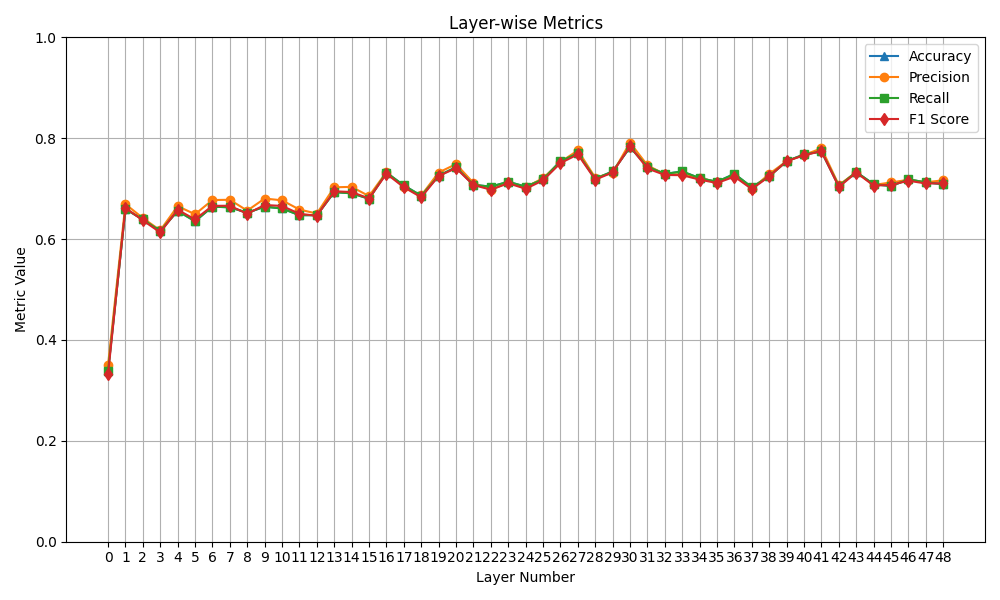 Layer-wise Metrics
Accuracy
Precision
Recall
F1 Score
1.0
0.8
0.6
0.4
0.2
0.0
Metric Value
0 1 2 3 4 5 6 7 8 9 10 11 12 13 14 15 16 17 18 19 20 21 22 23 24 25 26 27 28 29 30 31 32 33 34 35 36 37 38 39 40 41 42 43 44 45 46 47 48
Layer Number